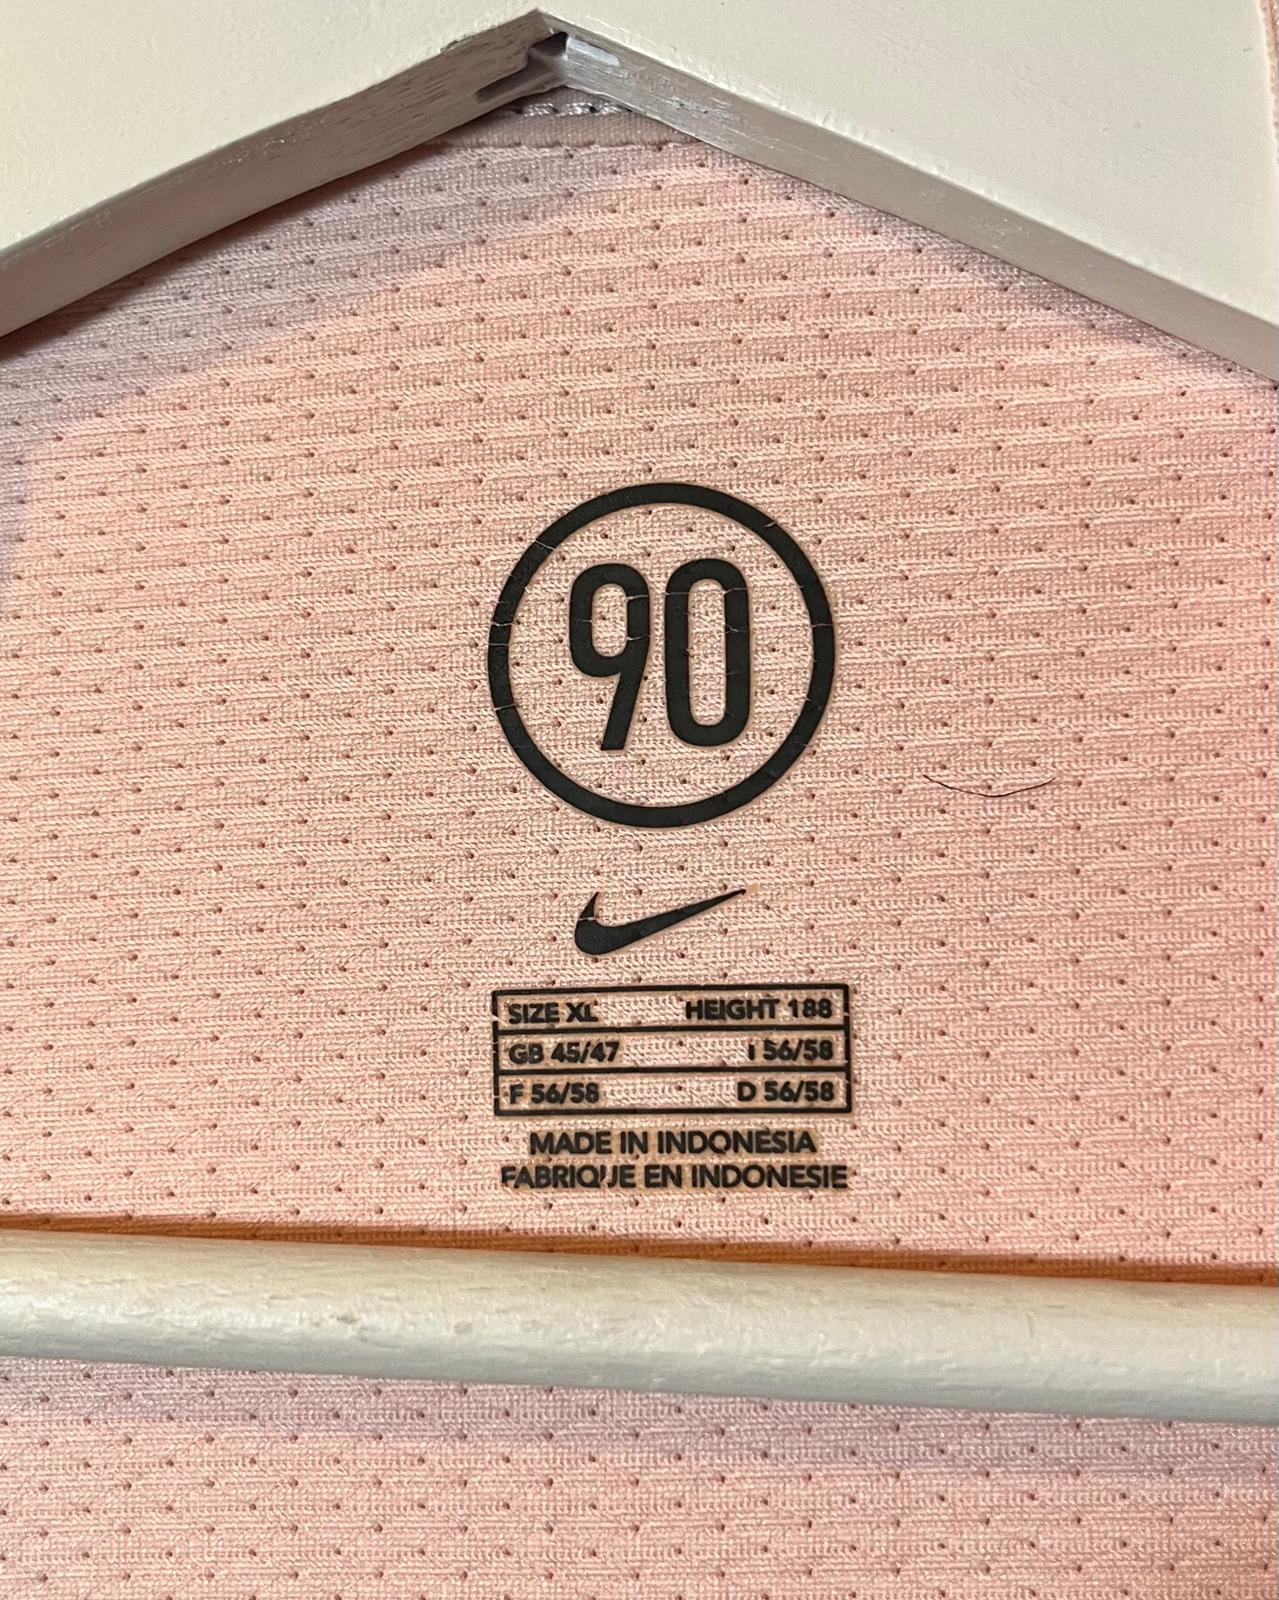 90
SIZE XL HEIGHT 188
GB 45/47 I 56/58
F 56/58 D 56/58
MADE IN INDONESIA
FABRIQUE EN INDONESIE